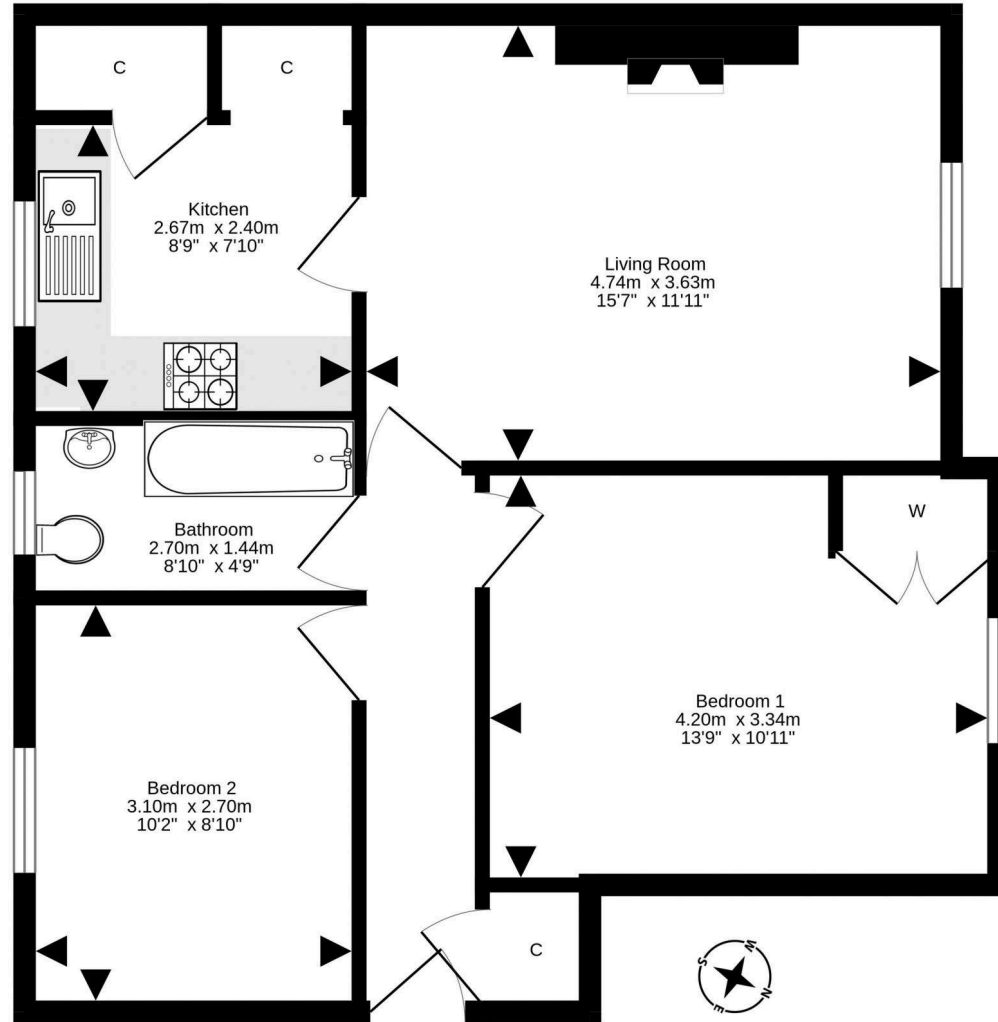 C
C
Kitchen
2.67m x 2.40m
8'9" x 7'10"
Living Room
4.74m x 3.63m
15'7" x 11'11"
Bathroom
2.70m x 1.44m
8'10" x 4'9"
W
Bedroom 1
4.20m x 3.34m
13'9" x 10'11"
Bedroom 2
3.10m x 2.70m
10'2" x 8'10"
C
W
S
N
E